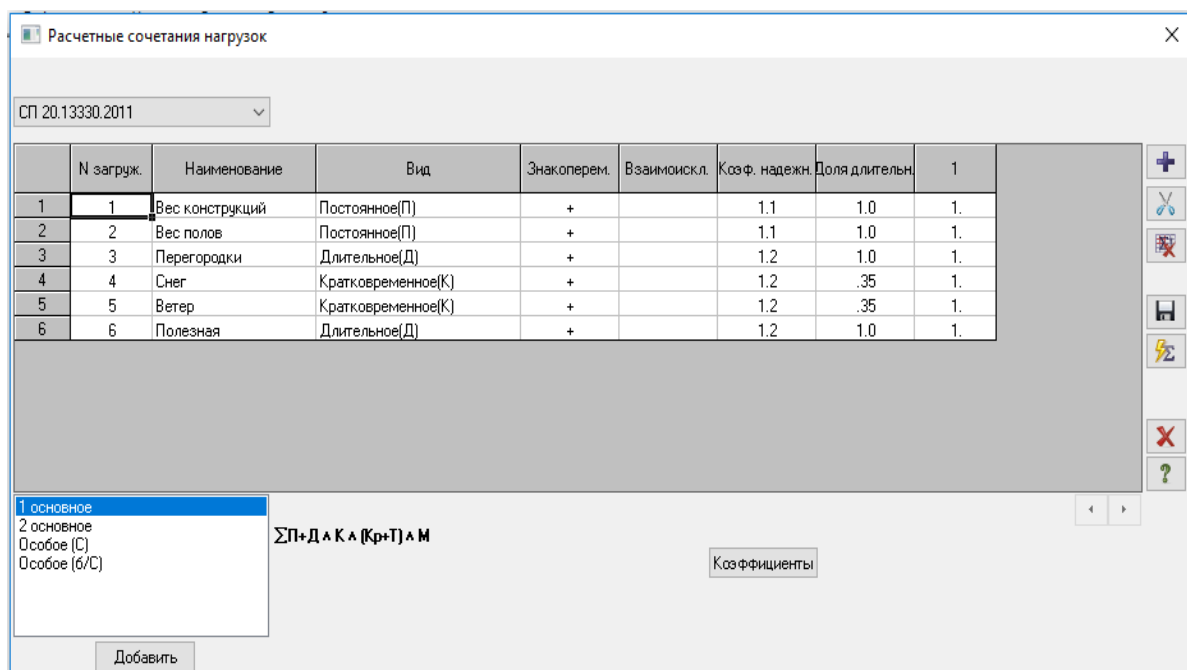 Расчетные сочетания нагрузок
СП 20.13330.2011
N загруж. Наименование Вид Знакоперем. Взаимоискл. Коэф. надежн. Доля длительн. 1
1 1 Вес конструкций Постоянное(П) + 1.1 1.0 1.
2 2 Вес полов Постоянное(П) + 1.1 1.0 1.
3 3 Перегородки Длительное(Д) + 1.2 1.0 1.
4 4 Снег Кратковременное(К) + 1.2 .35 1.
5 5 Ветер Кратковременное(К) + 1.2 .35 1.
6 6 Полезная Длительное(Д) + 1.2 1.0 1.
1 основное
2 основное
Особое (С)
Особое (б/С)
∑П+Д ∧ К ∧ (Кр+Т) ∧ М
Коэффициенты
Добавить